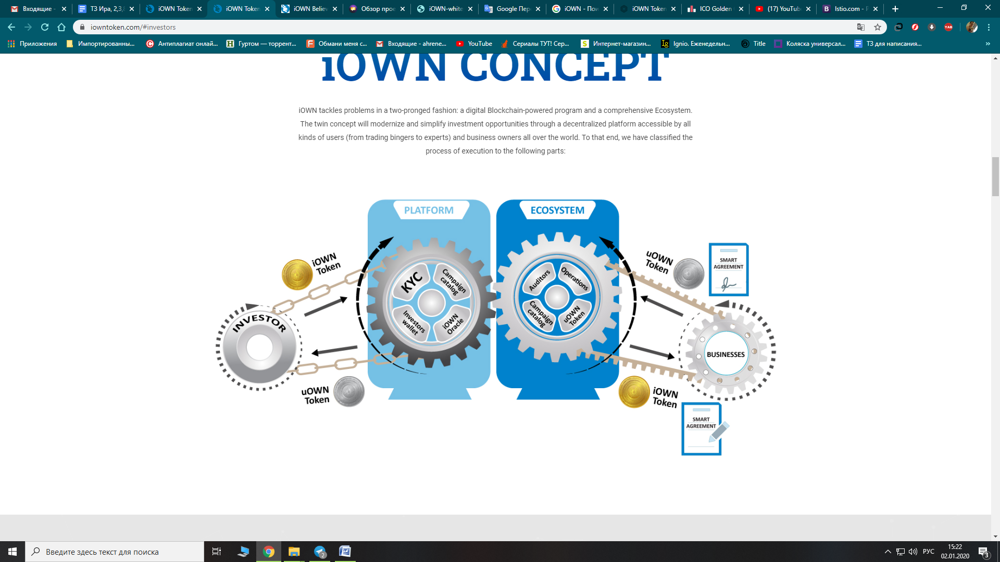 Входящие -
ТЗ Ира, 2,3,
iOWN Token
iOWN Token
iOWN Believ
Обзор прое
iOWN-white
Google Пер
iOWN - Пои
iOWN Token
ICO Golden
(17) YouTub
Istio.com - Р
iowntoken.com/#investors
YAB
Приложения
Импортированны...
Антиплагиат онлай...
Гуртом — торрент...
Обмани меня с...
Входящие - ahrene...
YouTube
Сериалы ТУТ! Сер...
Интернет-магазин...
Ignio. Ежеnедельн...
Title
Коляска универсал...
ТЗ для написания...
iOWN CONCEPT
iOWN tackles problems in a two-pronged fashion: a digital Blockchain-powered program and a comprehensive Ecosystem.
The twin concept will modernize and simplify investment opportunities through a decentralized platform accessible by all
kinds of users (from trading bingers to experts) and business owners all over the world. To that end, we have classified the
process of execution to the following parts:
PLATFORM
ECOSYSTEM
iOWN
Token
KYC
Campaign
catalog
Investors
wallet
iOWN
Oracle
Auditors
Operations
Campaign
catalog
uOWN
Token
uOWN
Token
SMART
AGREEMENT
INVESTOR
BUSINESSES
uOWN
Token
iOWN
Token
SMART
AGREEMENT
Введите здесь текст для поиска
2
РУС
15:22
02.01.2020
3